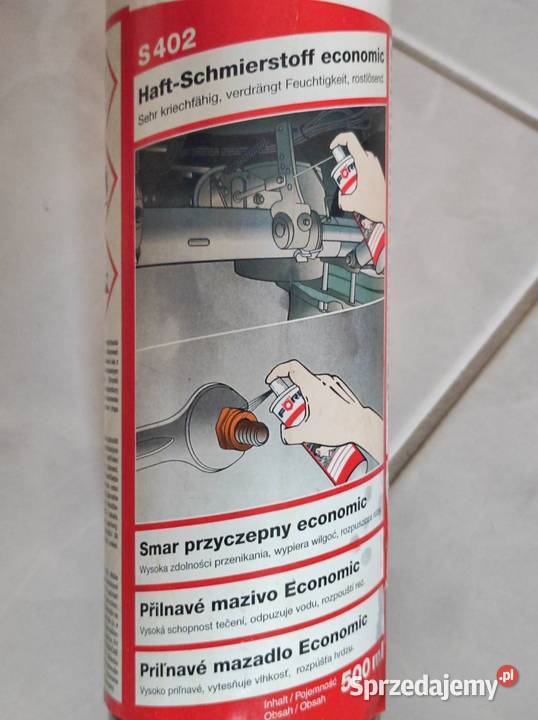 S402
Haft-Schmierstoff economic
Sehr kriechfähig, verdrängt Feuchtigkeit, rostlösend.
FÖR
FÖR
Smar przyczepny economic
Wysoka zdolności przenikania, wypiera wilgoć, rozpuszcza rdzę.
Přilnavé mazivo Economic
Vysoká schopnost tečení, odpuzuje vodu, rozpouští rez.
Priľnavé mazadlo Economic
Vysoko priľnavé, vytesňuje vlhkosť, rozpúšťa hrdzu.
Inhalt / Pojemność
Obsah / Obsah
500 ml
Sprzedajemy.pl